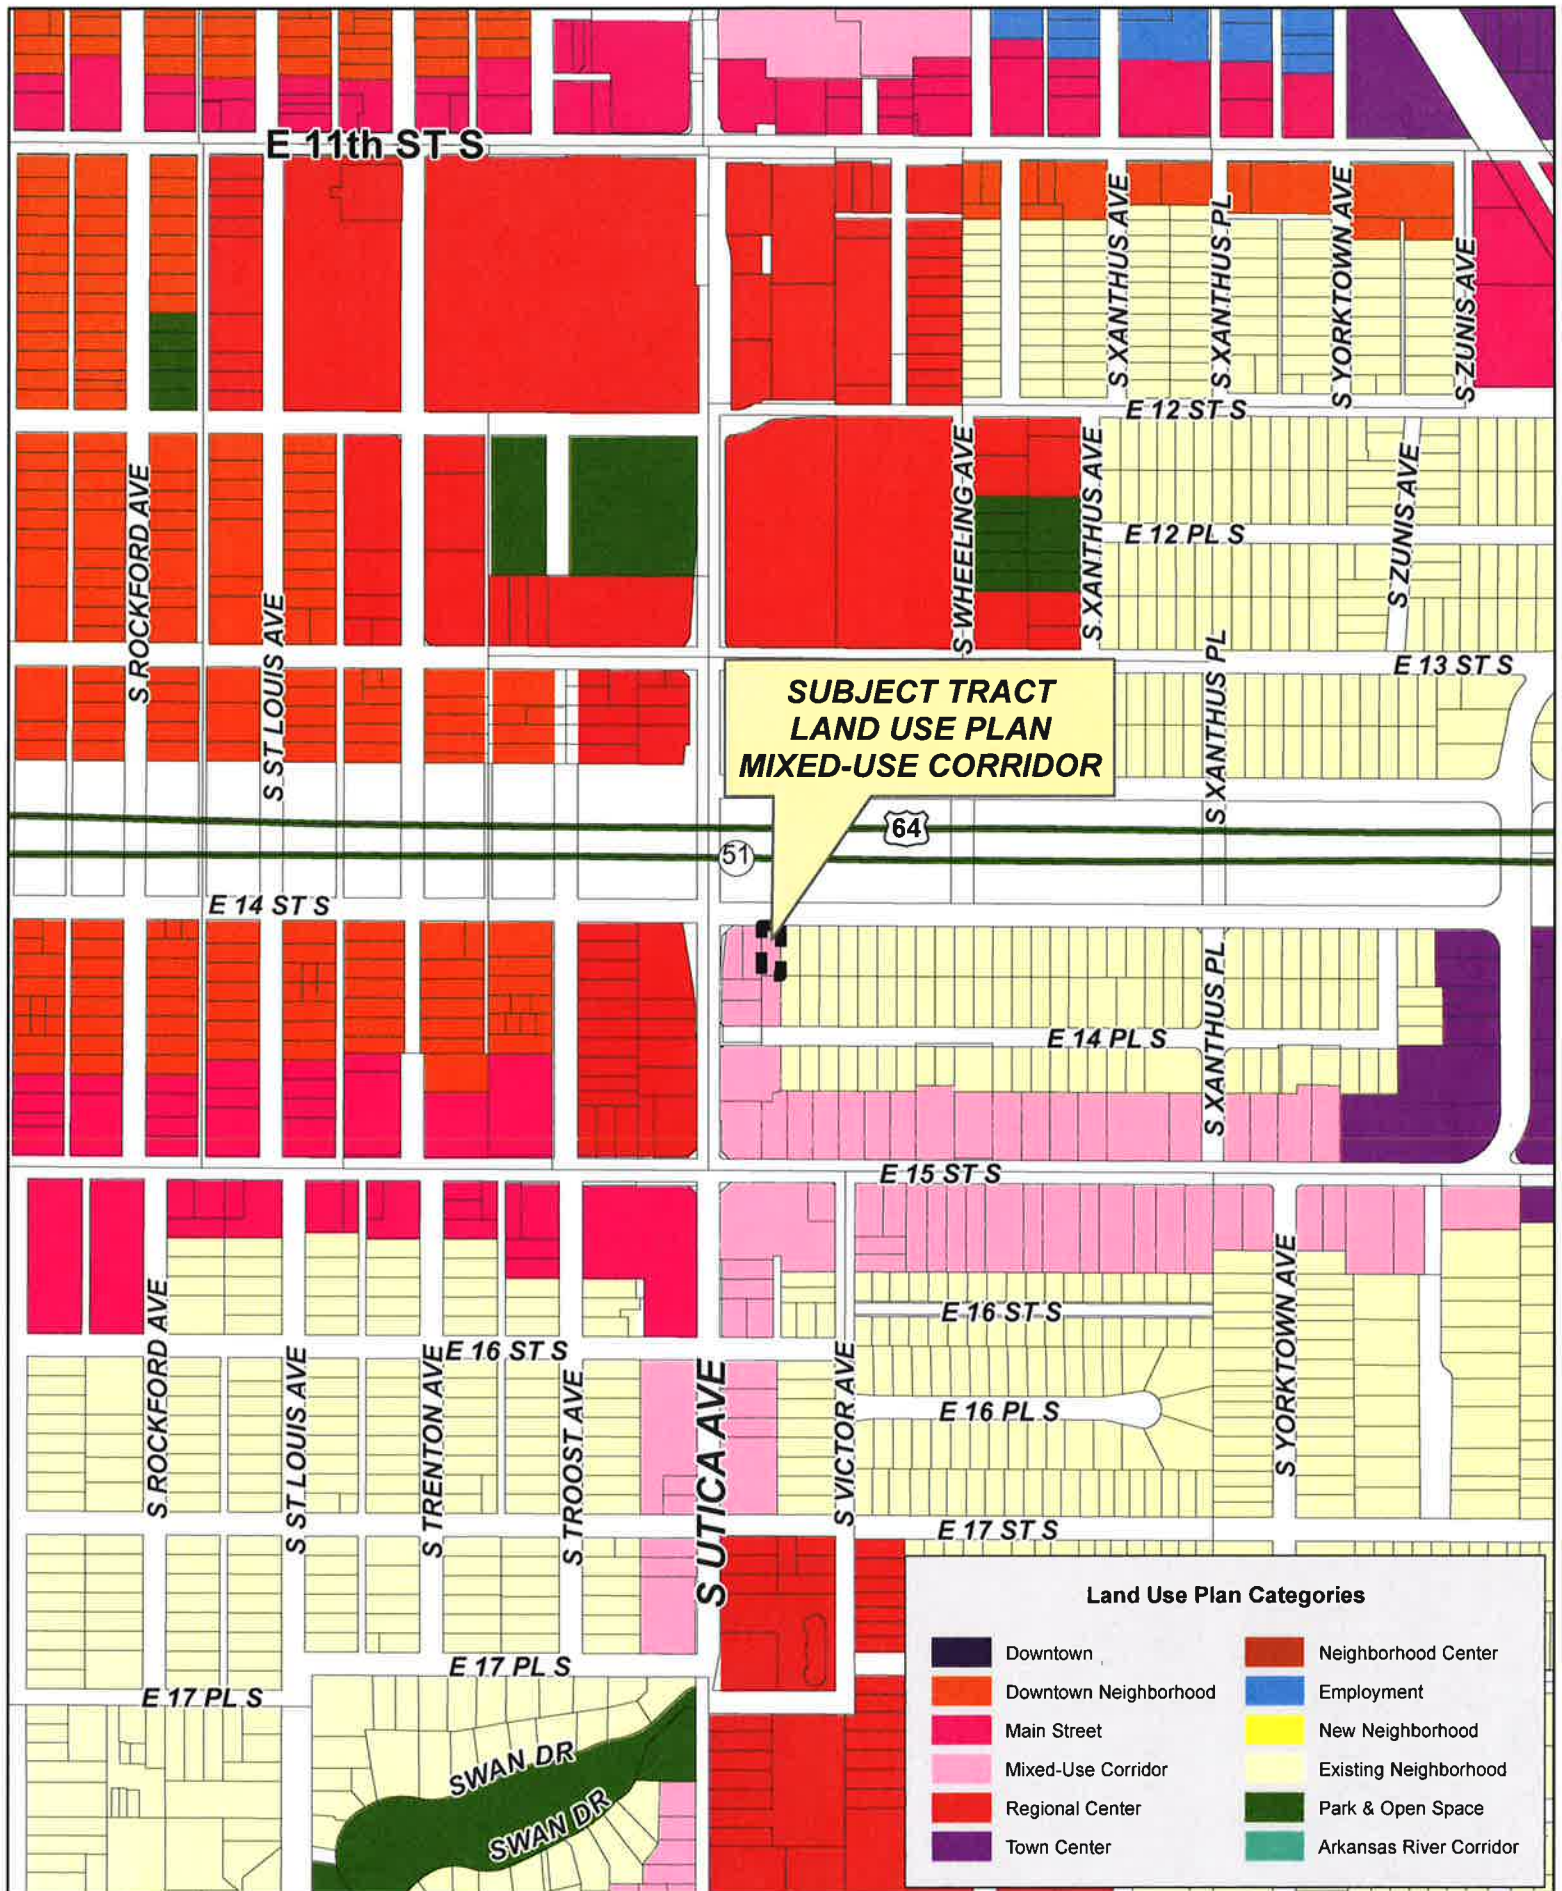 E 11th ST S
S XANTHUS AVE
S XANTHUS PL
S YORKTOWN AVE
S ZUNIS AVE
E 12 ST S
S ROCKFORD AVE
S WHEELING AVE
S XANTHUS AVE
E 12 PL S
S ZUNIS AVE
S ST LOUIS AVE
S XANTHUS PL
E 13 ST S
SUBJECT TRACT
LAND USE PLAN
MIXED-USE CORRIDOR
64
51
E 14 ST S
E 14 PL S
S XANTHUS PL
E 15 ST S
S ROCKFORD AVE
S ST LOUIS AVE
S TRENTON AVE
E 16 ST S
S TROOST AVE
S UTICA AVE
S VICTOR AVE
E 16 ST S
E 16 PL S
S YORKTOWN AVE
E 17 ST S
E 17 PL S
E 17 PL S
SWAN DR
SWAN DR
Land Use Plan Categories
Downtown
Downtown Neighborhood
Main Street
Mixed-Use Corridor
Regional Center
Town Center
Neighborhood Center
Employment
New Neighborhood
Existing Neighborhood
Park & Open Space
Arkansas River Corridor